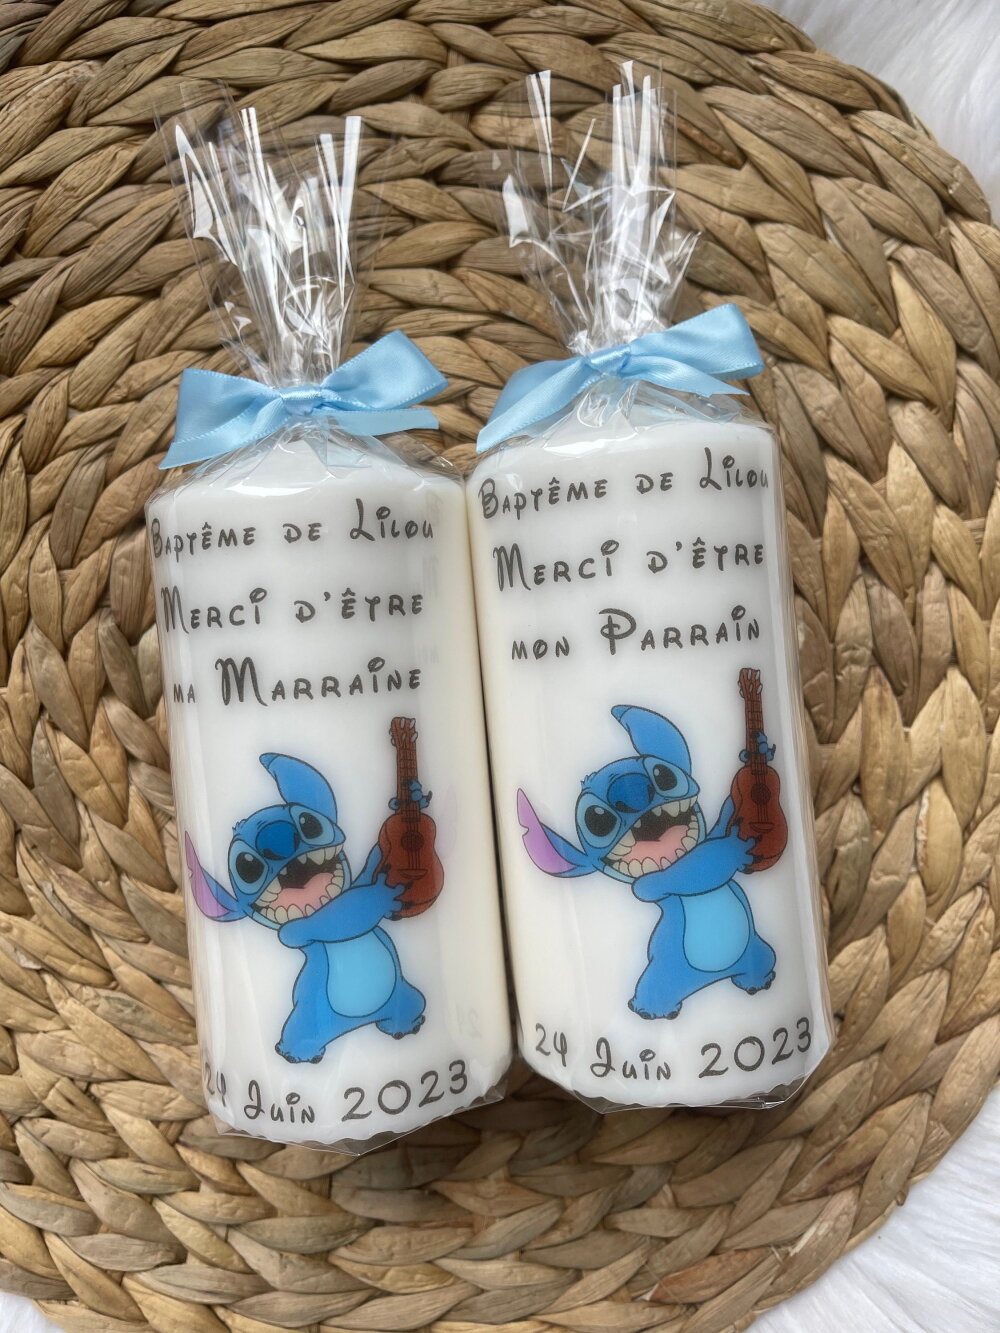 Baptême de Lilou
Merci d'être
ma Marraine
24 Juin 2023
Baptême de Lilou
Merci d'être
mon Parrain
24 Juin 2023